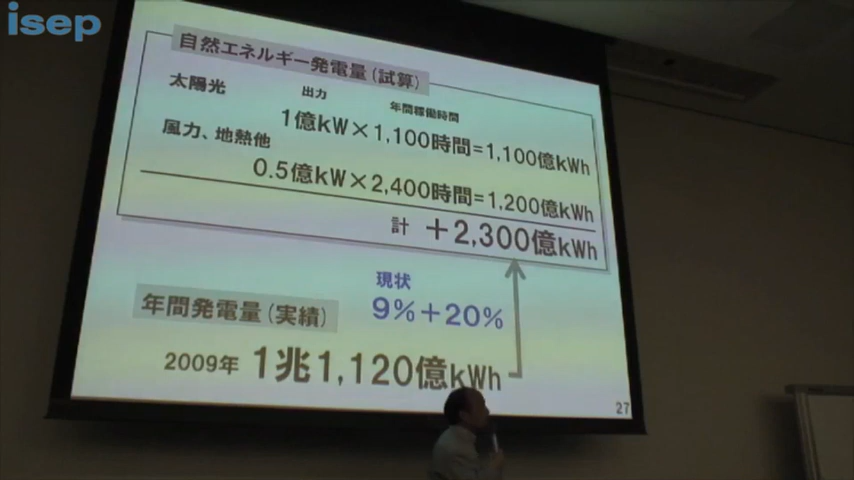 isep
自然エネルギー発電量(試算)
太陽光
出力
年間稼働時間
1億kW×1,100時間=1,100億kWh
風力、地熱他
0.5億kW×2,400時間=1,200億kWh
計 +2,300億kWh
現状
9%+20%
年間発電量(実績)
2009年 1兆1,120億kWh
27